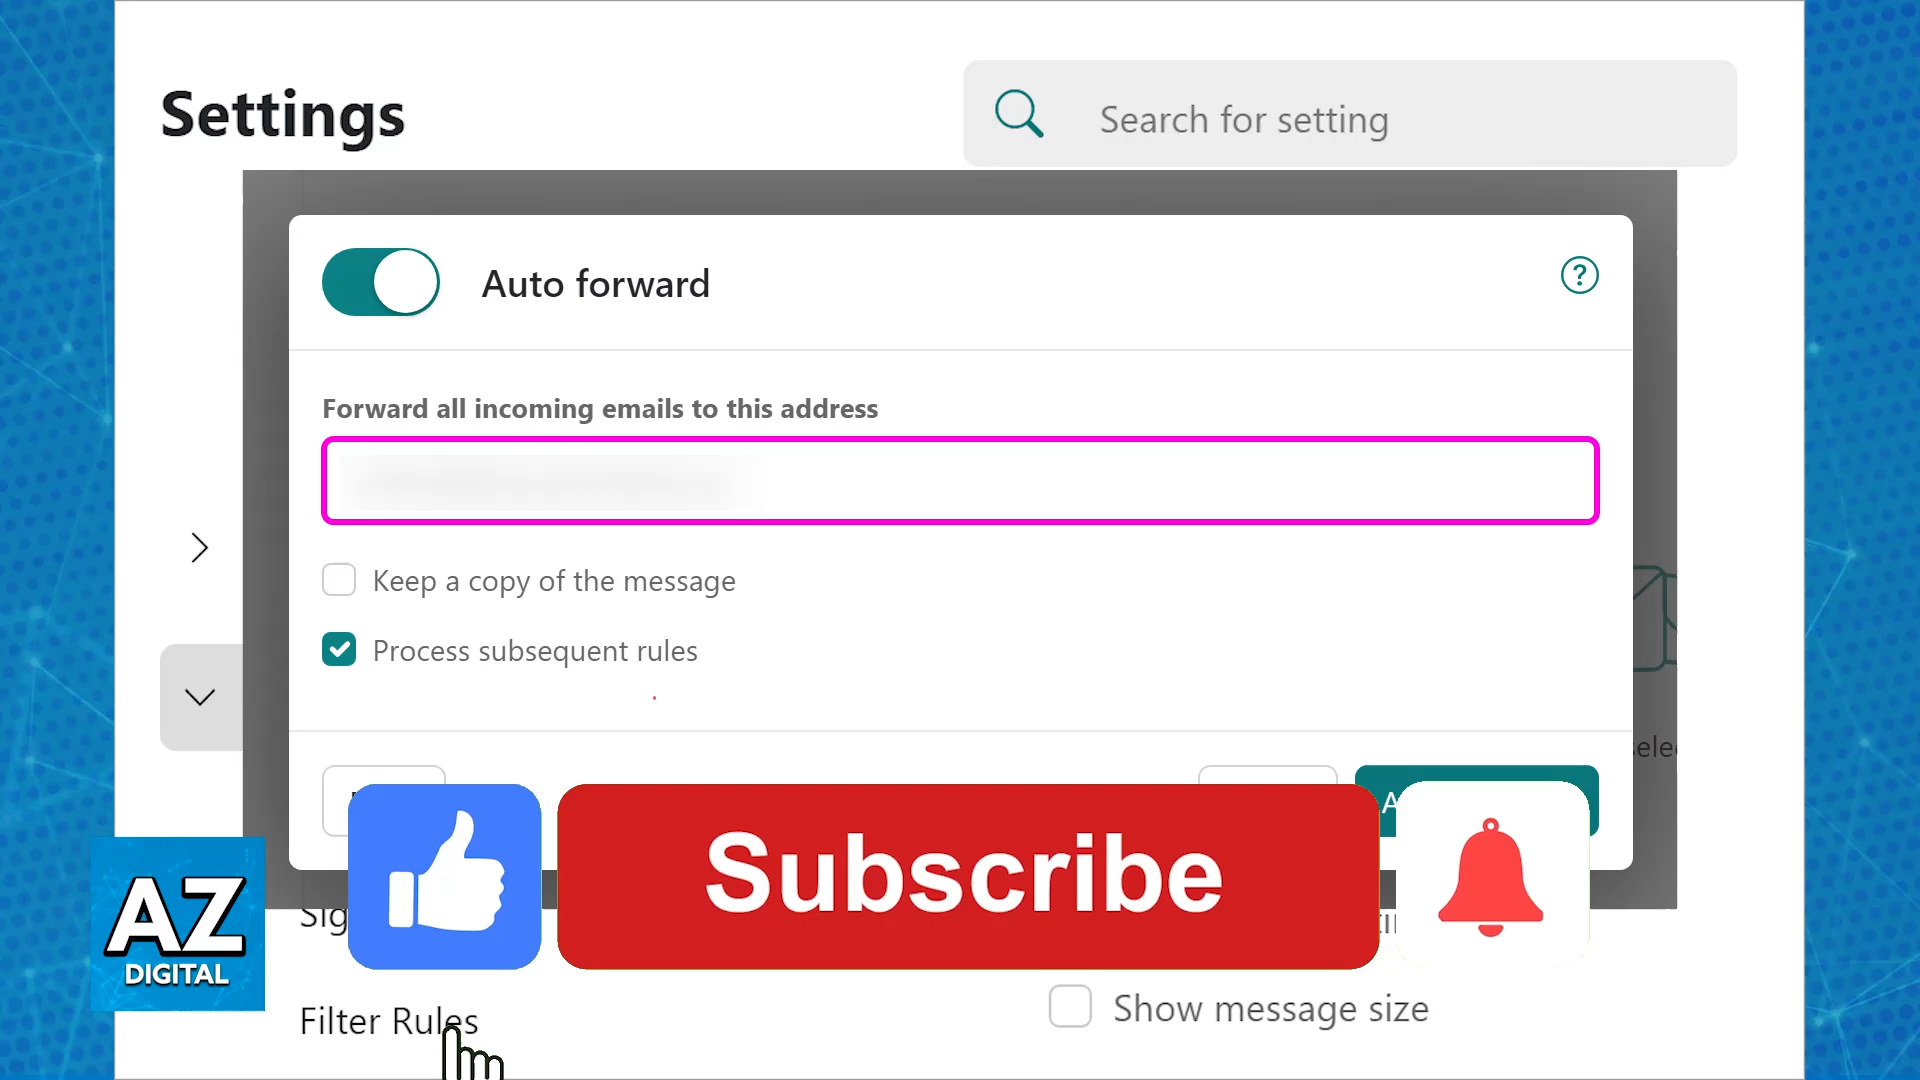 Settings
Search for setting
Auto forward
?
Forward all incoming emails to this address
Keep a copy of the message
Process subsequent rules
Subscribe
AZ
DIGITAL
Filter Rules
Show message size